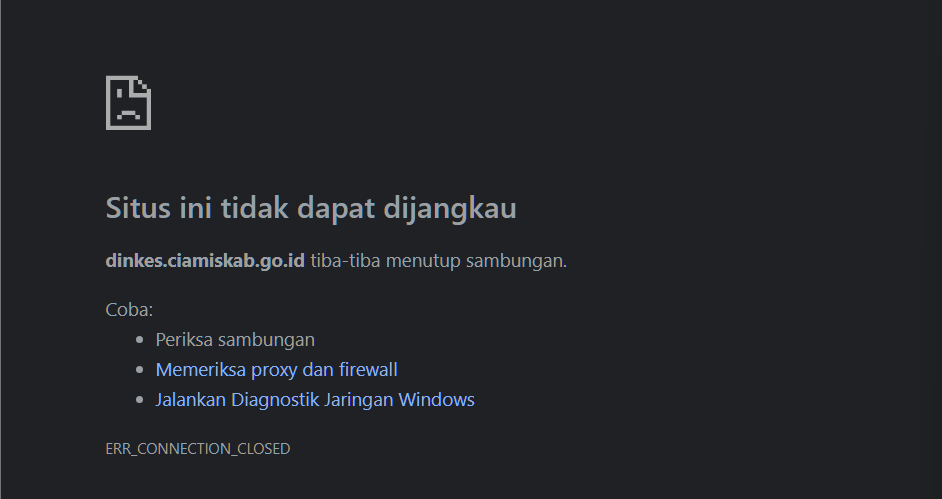 Situs ini tidak dapat dijangkau
dinkes.ciamiskab.go.id tiba-tiba menutup sambungan.
Coba:
Periksa sambungan
Memeriksa proxy dan firewall
Jalankan Diagnostik Jaringan Windows
ERR_CONNECTION_CLOSED